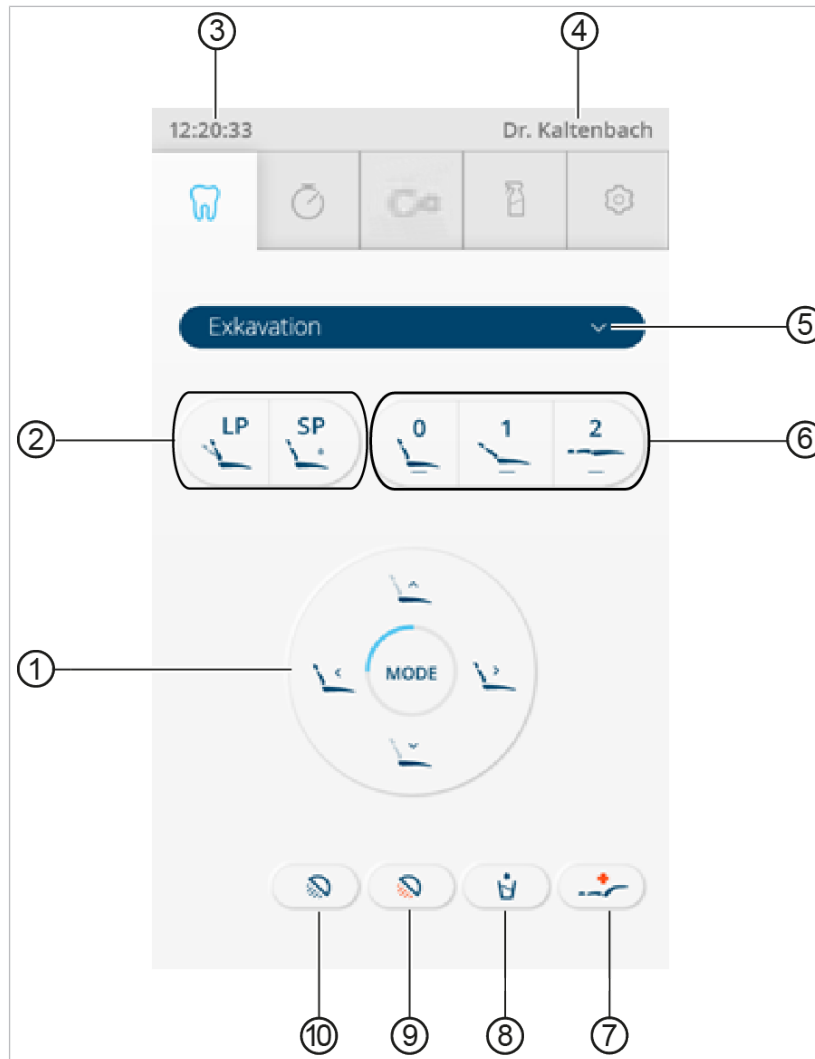 ③ ④
12:20:33 Dr. Kaltenbach
Exkavation ⑤
② LP SP 0 1 2 ⑥
① MODE
⑩ ⑨ ⑧ ⑦